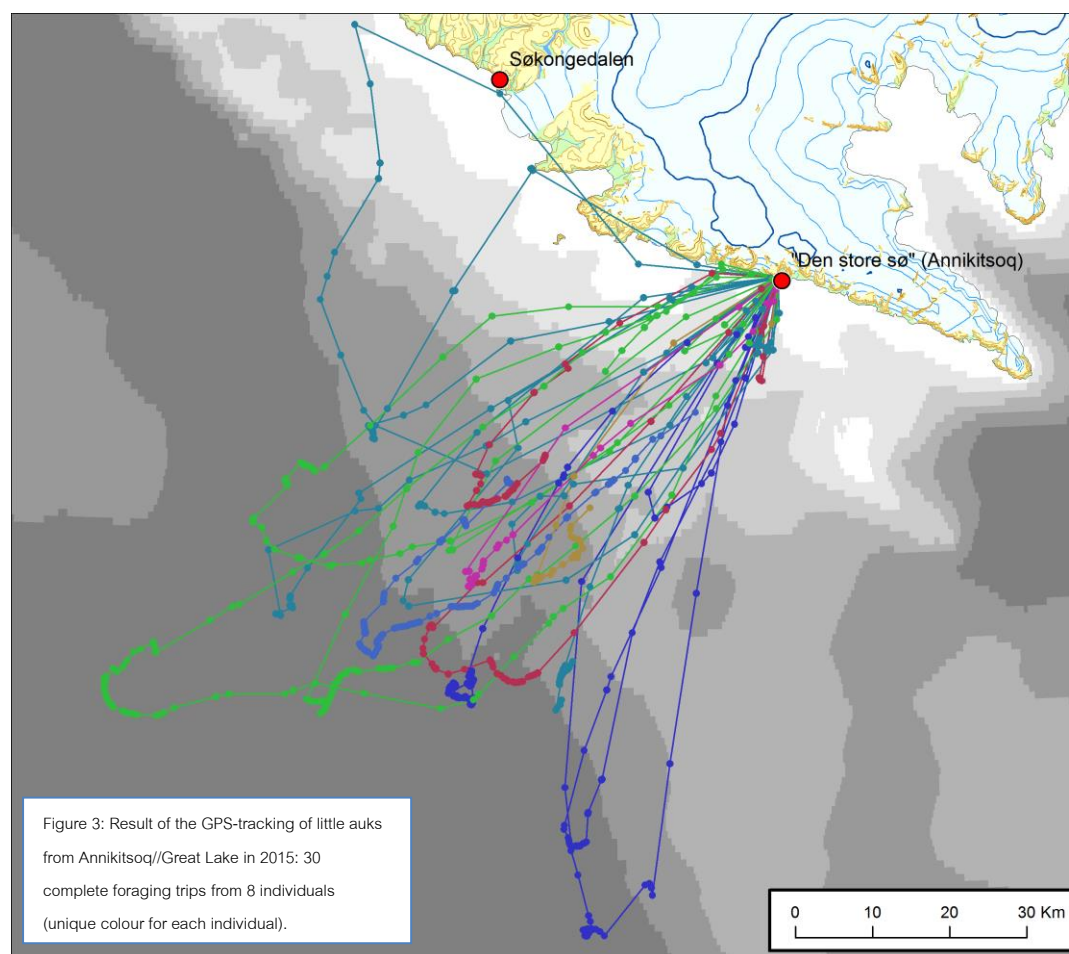 Søkongedalen
"Den store sø" (Annikitsoq)
Figure 3: Result of the GPS-tracking of little auks
from Annikitsoq//Great Lake in 2015: 30
complete foraging trips from 8 individuals
(unique colour for each individual).
0 10 20 30 Km